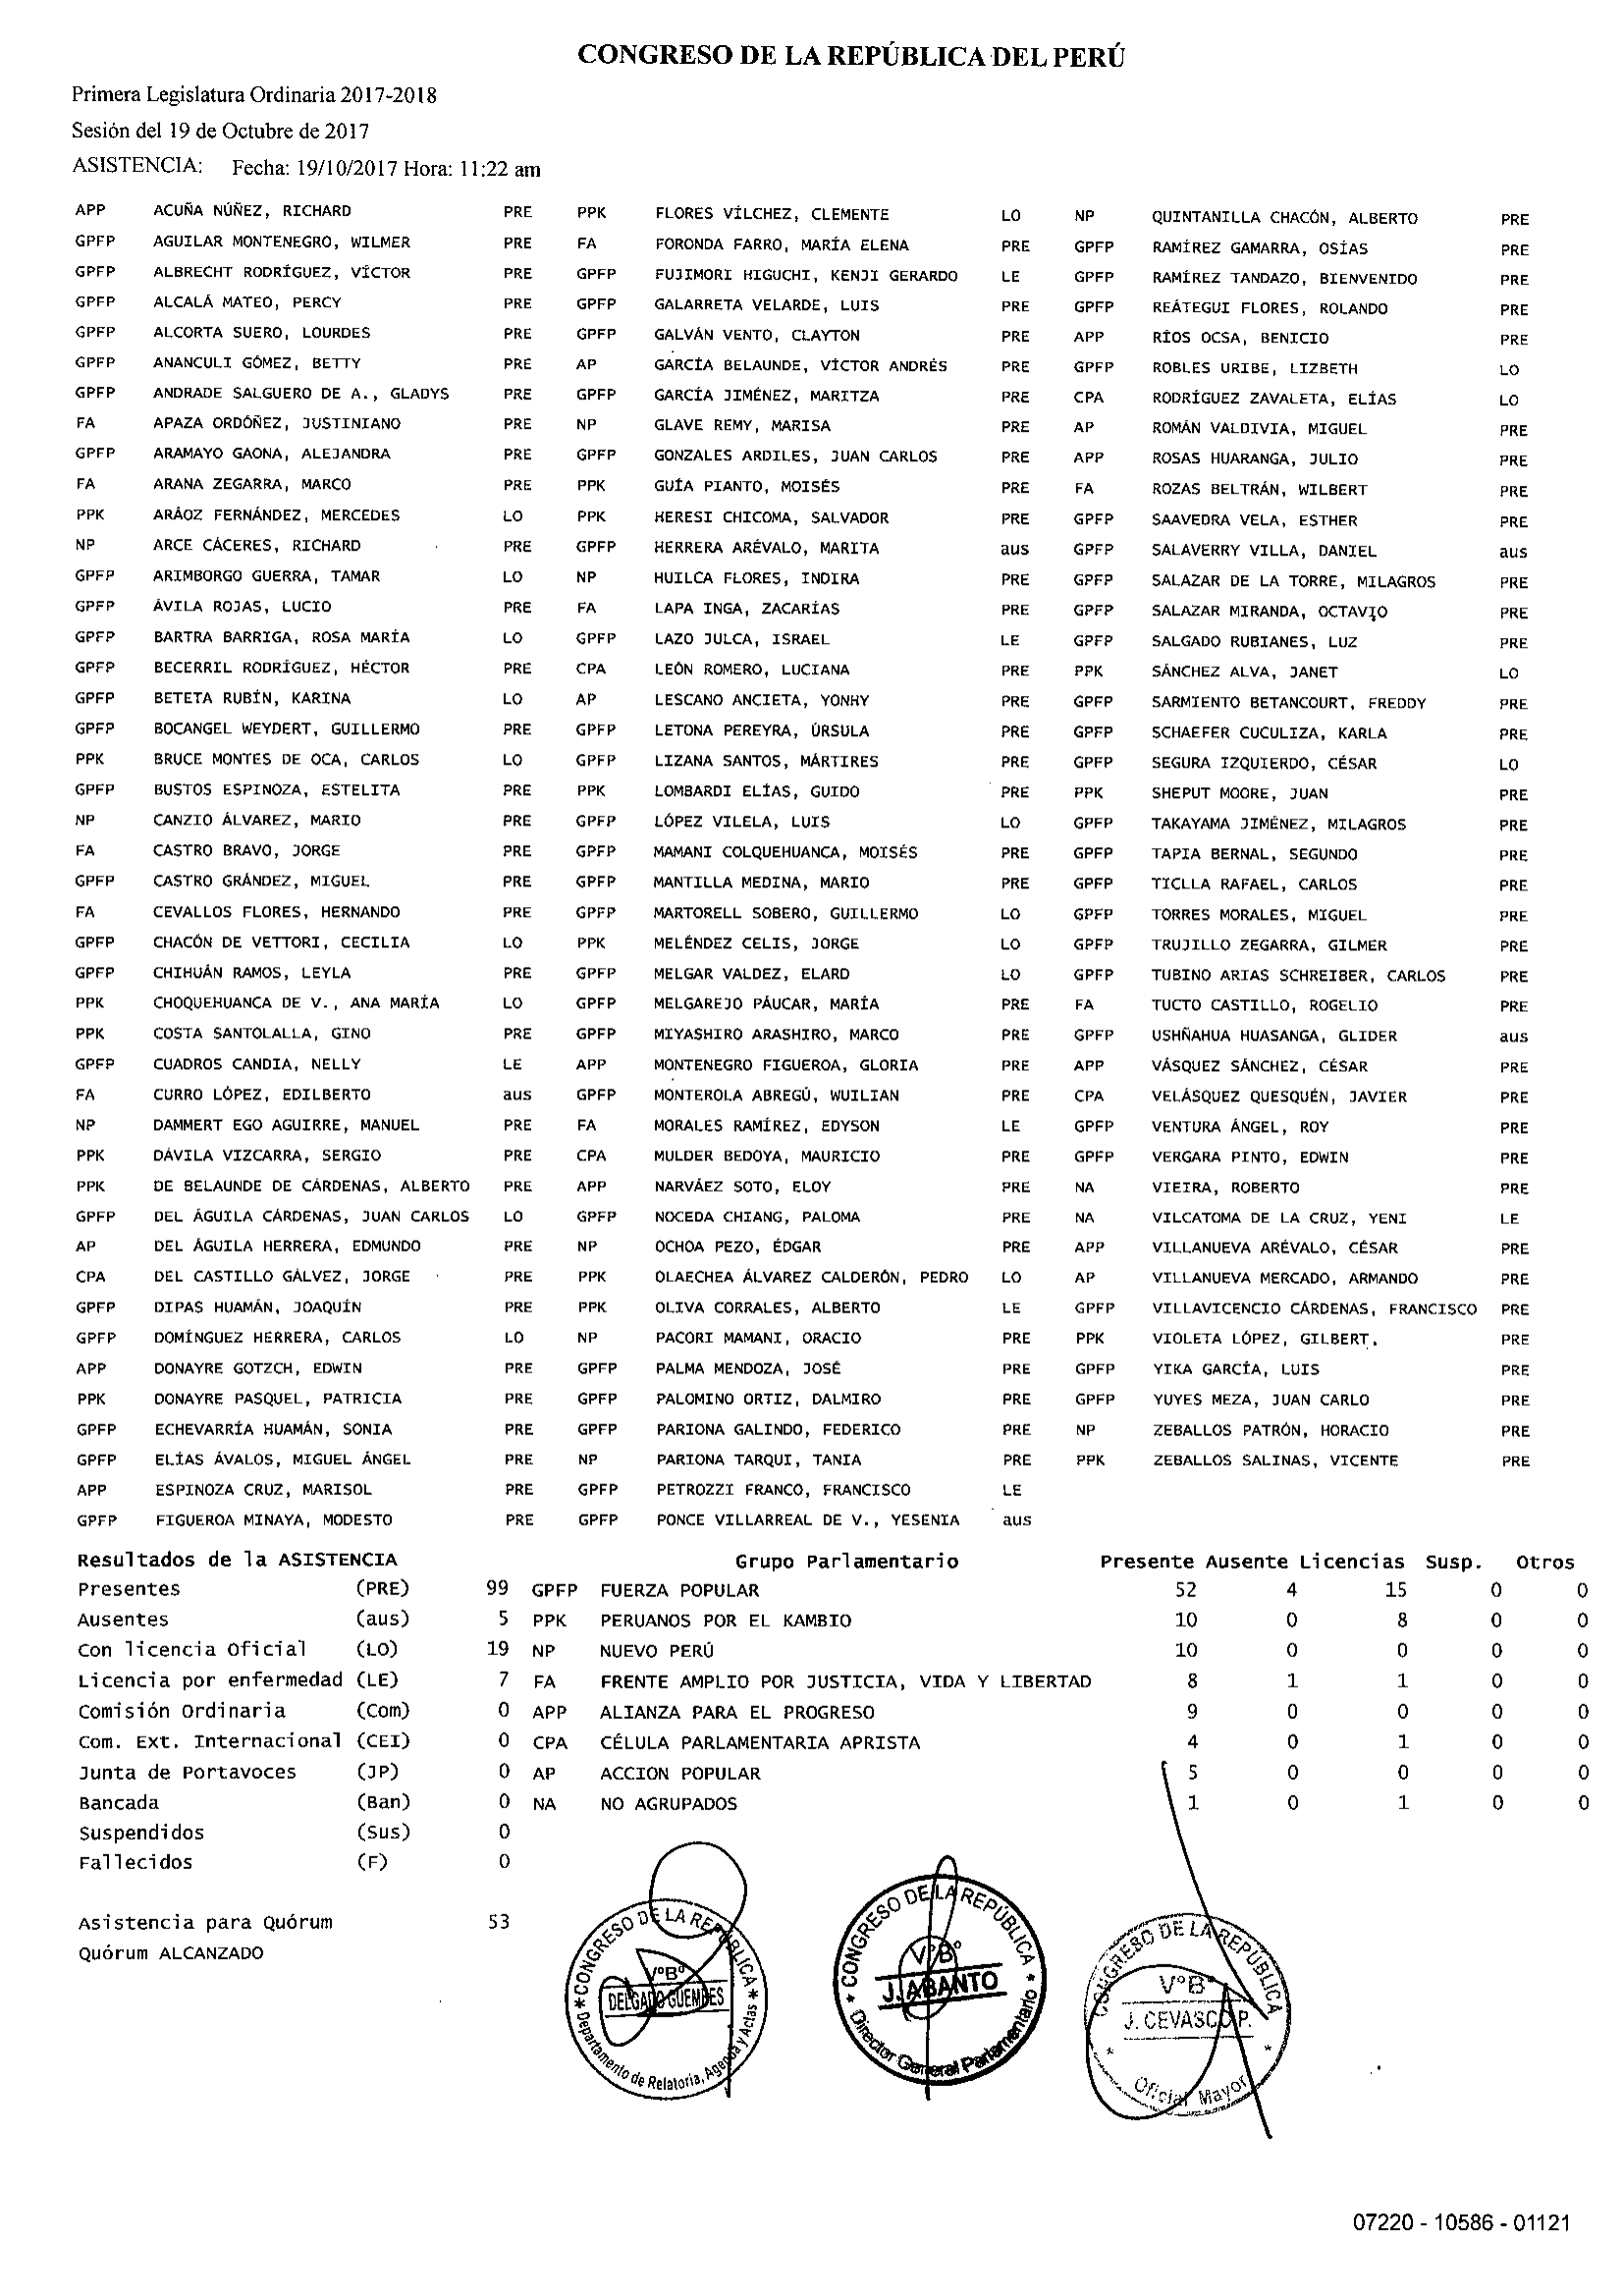 CONGRESO DE LA REPÚBLICA DEL PERÚ
Primera Legislatura Ordinaria 2017-2018
Sesión del 19 de Octubre de 2017
ASISTENCIA: Fecha: 19/10/2017 Hora: 11:22 am
APP ACUÑA NÚÑEZ, RICHARD PRE PPK FLORES VÍLCHEZ, CLEMENTE LO NP QUINTANILLA CHACÓN, ALBERTO PRE
GPFP AGUILAR MONTENEGRO, WILMER PRE FA FORONDA FARRO, MARÍA ELENA PRE GPFP RAMÍREZ GAMARRA, OSÍAS PRE
GPFP ALBRECHT RODRÍGUEZ, VÍCTOR PRE GPFP FUJIMORI HIGUCHI, KENJI GERARDO LE GPFP RAMÍREZ TANDAZO, BIENVENIDO PRE
GPFP ALCALÁ MATEO, PERCY PRE GPFP GALARRETA VELARDE, LUIS PRE GPFP REÁTEGUI FLORES, ROLANDO PRE
GPFP ALCORTA SUERO, LOURDES PRE GPFP GALVÁN VENTO, CLAYTON PRE APP RÍOS OCSA, BENICIO PRE
GPFP ANANCULI GÓMEZ, BETTY PRE AP GARCÍA BELAUNDE, VÍCTOR ANDRÉS PRE GPFP ROBLES URIBE, LIZBETH LO
GPFP ANDRADE SALGUERO DE A., GLADYS PRE GPFP GARCÍA JIMÉNEZ, MARITZA PRE CPA RODRÍGUEZ ZAVALETA, ELÍAS LO
FA APAZA ORDÓÑEZ, JUSTINIANO PRE NP GLAVE REMY, MARISA PRE AP ROMÁN VALDIVIA, MIGUEL PRE
GPFP ARAMAYO GAONA, ALEJANDRA PRE GPFP GONZALES ARDILES, JUAN CARLOS PRE APP ROSAS HUARANGA, JULIO PRE
FA ARANA ZEGARRA, MARCO PRE PPK GUÍA PIANTO, MOISÉS PRE FA ROZAS BELTRÁN, WILBERT PRE
PPK ARÁOZ FERNÁNDEZ, MERCEDES LO PPK HERESI CHICOMA, SALVADOR PRE GPFP SAAVEDRA VELA, ESTHER PRE
NP ARCE CÁCERES, RICHARD PRE GPFP HERRERA ARÉVALO, MARITA aus GPFP SALAVERRY VILLA, DANIEL aus
GPFP ARIMBORGO GUERRA, TAMAR LO NP HUILCA FLORES, INDIRA PRE GPFP SALAZAR DE LA TORRE, MILAGROS PRE
GPFP ÁVILA ROJAS, LUCIO PRE FA LAPA INGA, ZACARÍAS PRE GPFP SALAZAR MIRANDA, OCTAVIO PRE
GPFP BARTRA BARRIGA, ROSA MARÍA LO GPFP LAZO JULCA, ISRAEL LE GPFP SALGADO RUBIANES, LUZ PRE
GPFP BECERRIL RODRÍGUEZ, HÉCTOR PRE CPA LEÓN ROMERO, LUCIANA PRE PPK SÁNCHEZ ALVA, JANET LO
GPFP BETETA RUBÍN, KARINA LO AP LESCANO ANCIETA, YONHY PRE GPFP SARMIENTO BETANCOURT, FREDDY PRE
GPFP BOCANGEL WEYDERT, GUILLERMO PRE GPFP LETONA PEREYRA, ÚRSULA PRE GPFP SCHAEFER CUCULIZA, KARLA PRE
PPK BRUCE MONTES DE OCA, CARLOS LO GPFP LIZANA SANTOS, MÁRTIRES PRE GPFP SEGURA IZQUIERDO, CÉSAR LO
GPFP BUSTOS ESPINOZA, ESTELITA PRE PPK LOMBARDI ELÍAS, GUIDO PRE PPK SHEPUT MOORE, JUAN PRE
NP CANZIO ÁLVAREZ, MARIO PRE GPFP LÓPEZ VILELA, LUIS LO GPFP TAKAYAMA JIMÉNEZ, MILAGROS PRE
FA CASTRO BRAVO, JORGE PRE GPFP MAMANI COLQUEHUANCA, MOISÉS PRE GPFP TAPIA BERNAL, SEGUNDO PRE
GPFP CASTRO GRÁNDEZ, MIGUEL PRE GPFP MANTILLA MEDINA, MARIO PRE GPFP TICLLA RAFAEL, CARLOS PRE
FA CEVALLOS FLORES, HERNANDO PRE GPFP MARTORELL SOBERO, GUILLERMO LO GPFP TORRES MORALES, MIGUEL PRE
GPFP CHACÓN DE VETTORI, CECILIA LO PPK MELÉNDEZ CELIS, JORGE LO GPFP TRUJILLO ZEGARRA, GILMER PRE
GPFP CHIHUÁN RAMOS, LEYLA PRE GPFP MELGAR VALDEZ, ELARD LO GPFP TUBINO ARIAS SCHREIBER, CARLOS PRE
PPK CHOQUEHUANCA DE V., ANA MARÍA LO GPFP MELGAREJO PÁUCAR, MARÍA PRE FA TUCTO CASTILLO, ROGELIO PRE
PPK COSTA SANTOLALLA, GINO PRE GPFP MIYASHIRO ARASHIRO, MARCO PRE GPFP USHÑAHUA HUASANGA, GLIDER aus
GPFP CUADROS CANDIA, NELLY LE APP MONTENEGRO FIGUEROA, GLORIA PRE APP VÁSQUEZ SÁNCHEZ, CÉSAR PRE
FA CURRO LÓPEZ, EDILBERTO aus GPFP MONTEROLA ABREGÚ, WUILIAN PRE CPA VELÁSQUEZ QUESQUÉN, JAVIER PRE
NP DAMMERT EGO AGUIRRE, MANUEL PRE FA MORALES RAMÍREZ, EDYSON LE GPFP VENTURA ÁNGEL, ROY PRE
PPK DÁVILA VIZCARRA, SERGIO PRE CPA MULDER BEDOYA, MAURICIO PRE GPFP VERGARA PINTO, EDWIN PRE
PPK DE BELAUNDE DE CÁRDENAS, ALBERTO PRE APP NARVÁEZ SOTO, ELOY PRE NA VIEIRA, ROBERTO PRE
GPFP DEL ÁGUILA CÁRDENAS, JUAN CARLOS LO GPFP NOCEDA CHIANG, PALOMA PRE NA VILCATOMA DE LA CRUZ, YENI LE
AP DEL ÁGUILA HERRERA, EDMUNDO PRE NP OCHOA PEZO, ÉDGAR PRE APP VILLANUEVA ARÉVALO, CÉSAR PRE
CPA DEL CASTILLO GÁLVEZ, JORGE PRE PPK OLAECHEA ÁLVAREZ CALDERÓN, PEDRO LO AP VILLANUEVA MERCADO, ARMANDO PRE
GPFP DIPAS HUAMÁN, JOAQUÍN PRE PPK OLIVA CORRALES, ALBERTO LE GPFP VILLAVICENCIO CÁRDENAS, FRANCISCO PRE
GPFP DOMÍNGUEZ HERRERA, CARLOS LO NP PACORI MAMANI, ORACIO PRE PPK VIOLETA LÓPEZ, GILBERT. PRE
APP DONAYRE GOTZCH, EDWIN PRE GPFP PALMA MENDOZA, JOSÉ PRE GPFP YIKA GARCÍA, LUIS PRE
PPK DONAYRE PASQUEL, PATRICIA PRE GPFP PALOMINO ORTIZ, DALMIRO PRE GPFP YUYES MEZA, JUAN CARLO PRE
GPFP ECHEVARRÍA HUAMÁN, SONIA PRE GPFP PARIONA GALINDO, FEDERICO PRE NP ZEBALLOS PATRÓN, HORACIO PRE
GPFP ELÍAS ÁVALOS, MIGUEL ÁNGEL PRE NP PARIONA TARQUI, TANIA PRE PPK ZEBALLOS SALINAS, VICENTE PRE
APP ESPINOZA CRUZ, MARISOL PRE GPFP PETROZZI FRANCO, FRANCISCO LE
GPFP FIGUEROA MINAYA, MODESTO PRE GPFP PONCE VILLARREAL DE V., YESENIA aus
Resultados de la ASISTENCIA Grupo Parlamentario Presente Ausente Licencias Susp. Otros
Presentes (PRE) 99 GPFP FUERZA POPULAR 52 4 15 0 0
Ausentes (aus) 5 PPK PERUANOS POR EL KAMBIO 10 0 8 0 0
Con licencia Oficial (LO) 19 NP NUEVO PERÚ 10 0 0 0 0
Licencia por enfermedad (LE) 7 FA FRENTE AMPLIO POR JUSTICIA, VIDA Y LIBERTAD 8 1 1 0 0
Comisión Ordinaria (Com) 0 APP ALIANZA PARA EL PROGRESO 9 0 0 0 0
Com. Ext. Internacional (CEI) 0 CPA CÉLULA PARLAMENTARIA APRISTA 4 0 1 0 0
Junta de Portavoces (JP) 0 AP ACCION POPULAR 5 0 0 0 0
Bancada (Ban) 0 NA NO AGRUPADOS 1 0 1 0 0
Suspendidos (Sus) 0
Fallecidos (F) 0
Asistencia para Quórum 53
Quórum ALCANZADO
CONGRESO DE LA REPÚBLICA
V°B°
DELGADO GUEMBES
Departamento de Relatoria, Agenda y Actas
CONGRESO DE LA REPÚBLICA
V°B°
J. ABANTO
Director General Parlamentario
CONGRESO DE LA REPÚBLICA
V°B°
J. CEVASCO P.
Oficial Mayor
07220 - 10586 - 01121